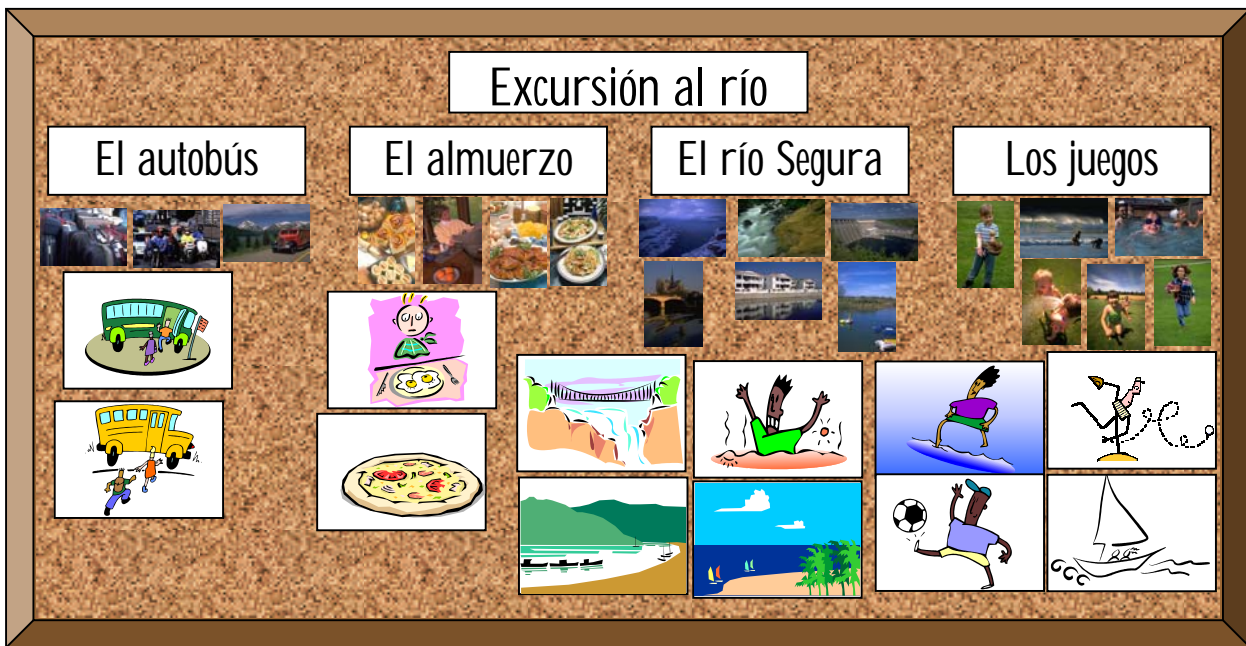 Excursión al río
El autobús
El almuerzo
El río Segura
Los juegos